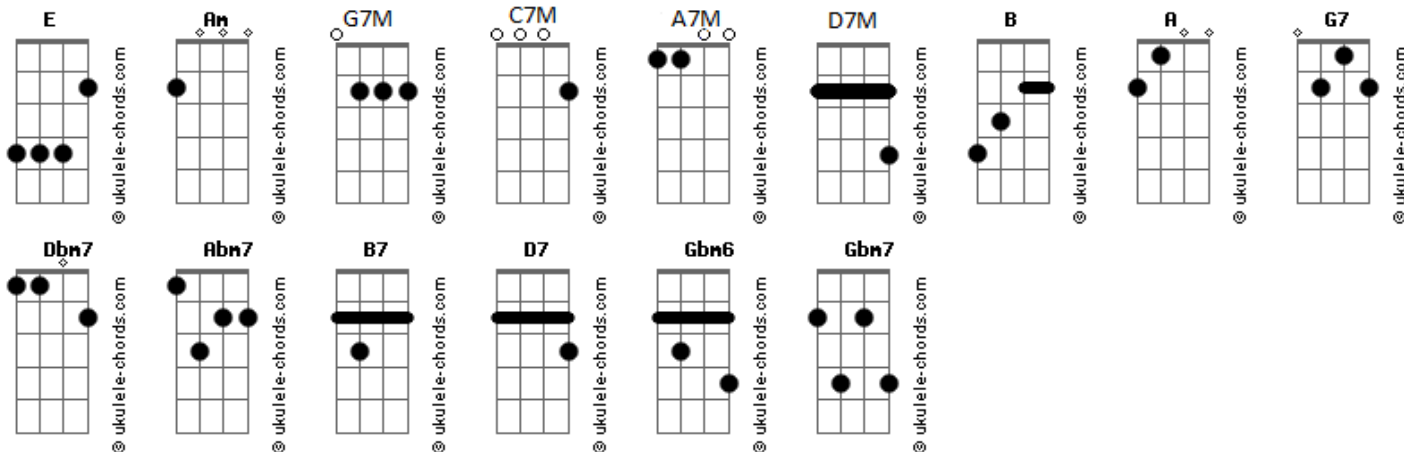 E Am G7M C7M A7M D7M B A G7
© ukulele-chords.com © ukulele-chords.com © ukulele-chords.com © ukulele-chords.com © ukulele-chords.com © ukulele-chords.com © ukulele-chords.com © ukulele-chords.com © ukulele-chords.com
Dbm7 Abm7 B7 D7 Gbm6 Gbm7
© ukulele-chords.com © ukulele-chords.com © ukulele-chords.com © ukulele-chords.com © ukulele-chords.com © ukulele-chords.com